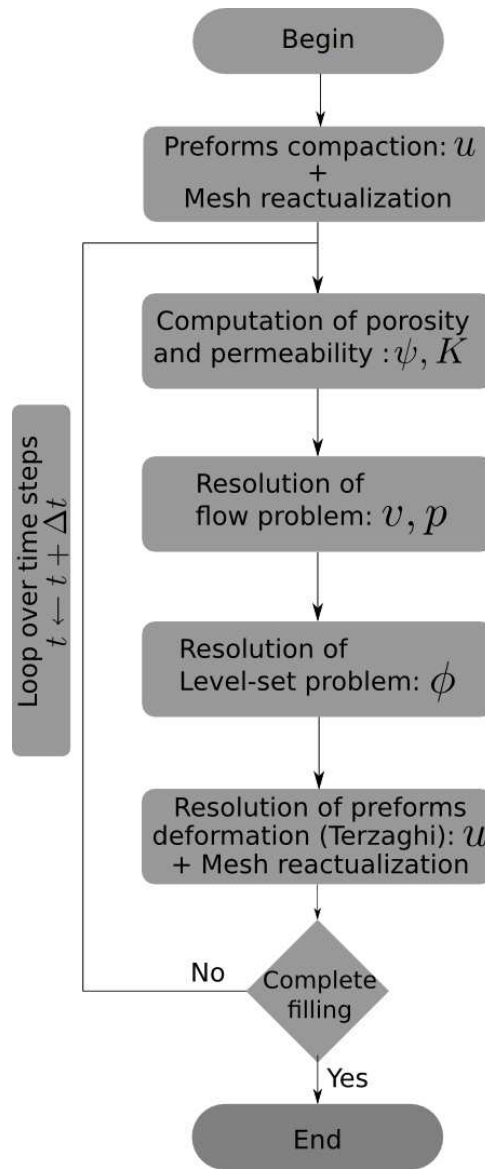 Begin
Preforms compaction: u
+
Mesh reactualization
Computation of porosity
and permeability : ψ, K
Resolution of
flow problem: v, p
Loop over time steps
t ← t + Δt
Resolution of
Level-set problem: ϕ
Resolution of preforms
deformation (Terzaghi): u
+ Mesh reactualization
No
Complete
filling
Yes
End